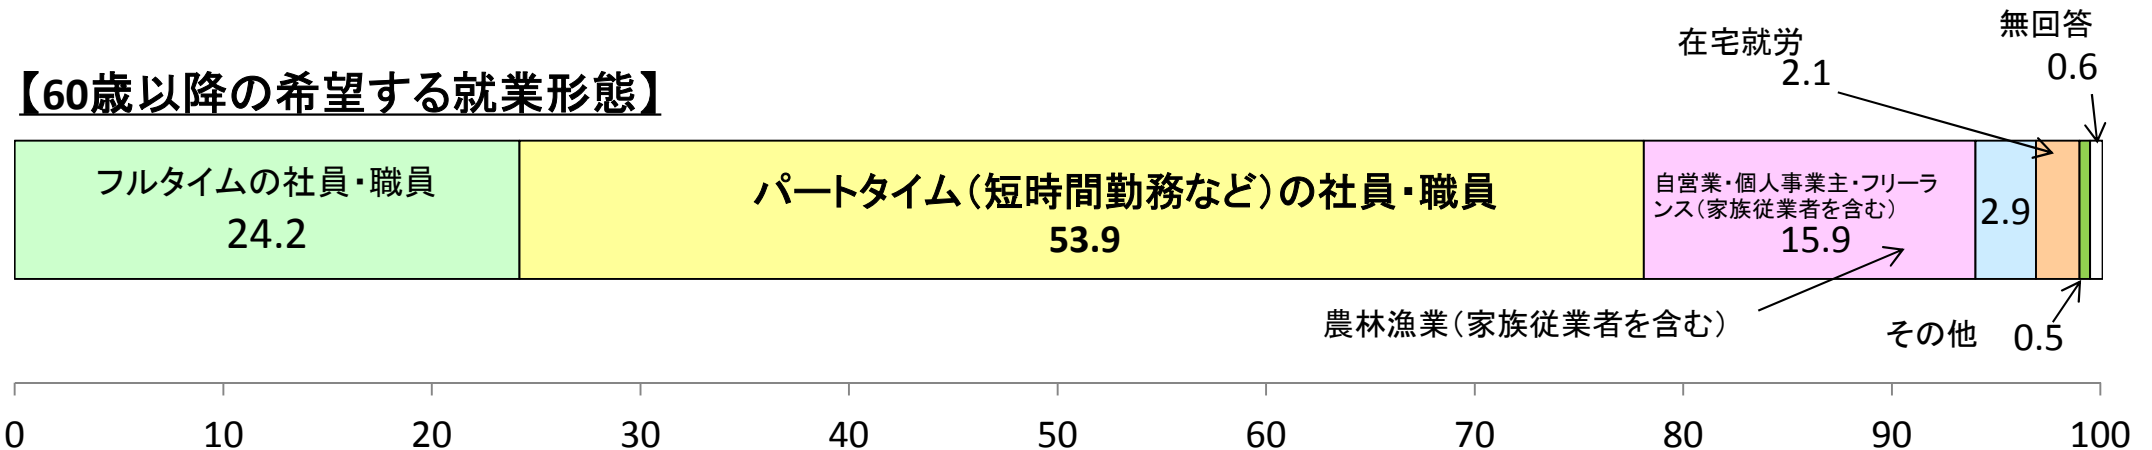 無回答
0.6
在宅就労
2.1
【60歳以降の希望する就業形態】
フルタイムの社員・職員
24.2
パートタイム(短時間勤務など)の社員・職員
53.9
自営業・個人事業主・フリーラ
ンス(家族従業者を含む)
15.9
2.9
農林漁業(家族従業者を含む)
その他 0.5
0 10 20 30 40 50 60 70 80 90 100